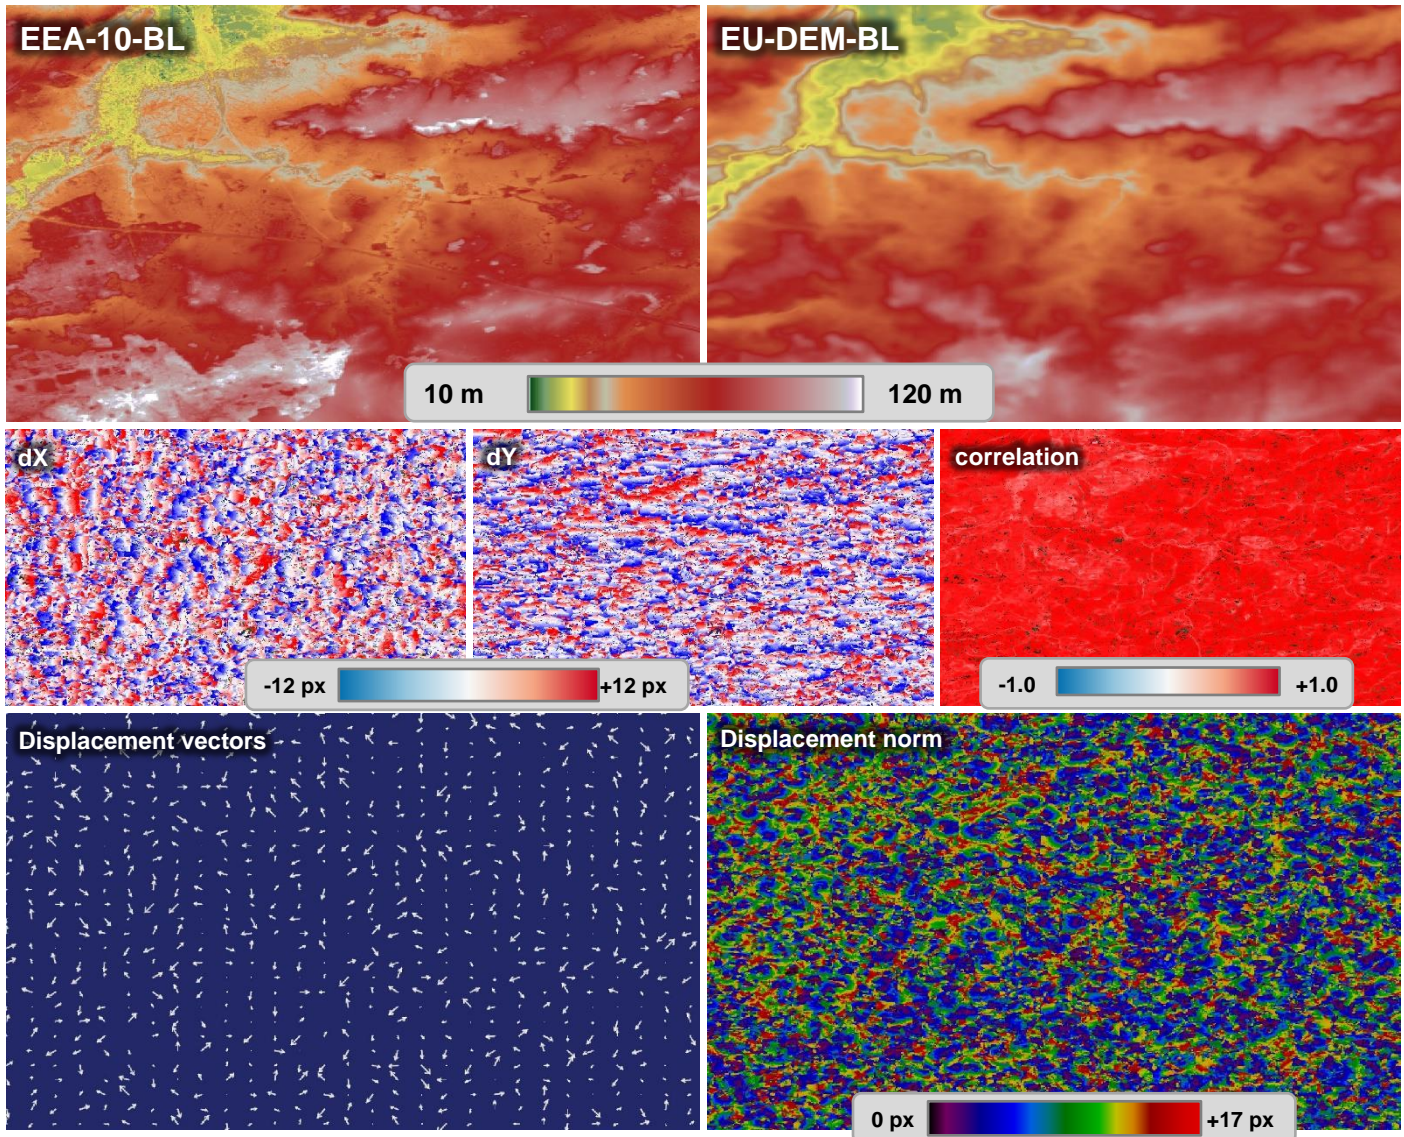 EEA-10-BL
EU-DEM-BL
10 m
120 m
dX
dY
correlation
-12 px
+12 px
-1.0
+1.0
Displacement vectors
Displacement norm
0 px
+17 px